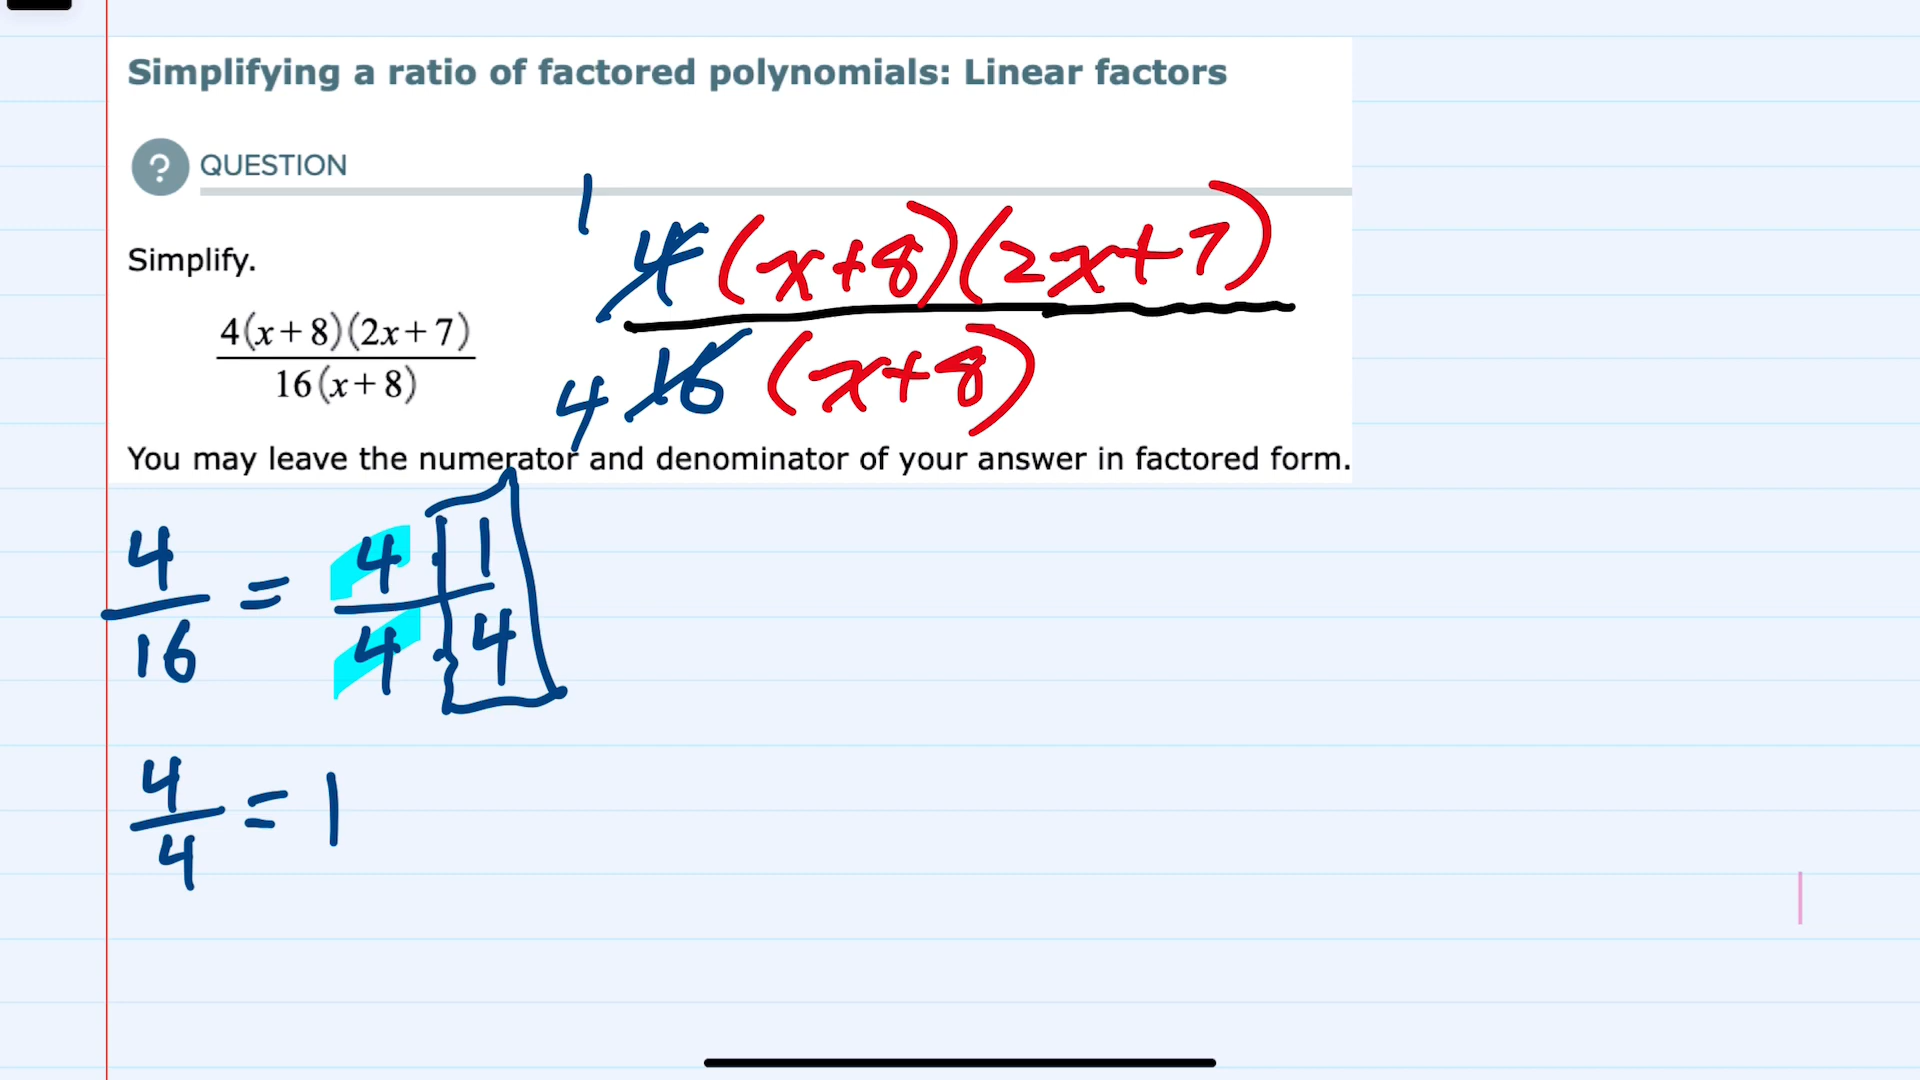 Simplifying a ratio of factored polynomials: Linear factors
? QUESTION
Simplify.
4(x+8)(2x+7)
16(x+8)
1 4(x+8)(2x+7)
4 16(x+8)
You may leave the numerator and denominator of your answer in factored form.
4/16 = 4·1/4·4
4/4 = 1